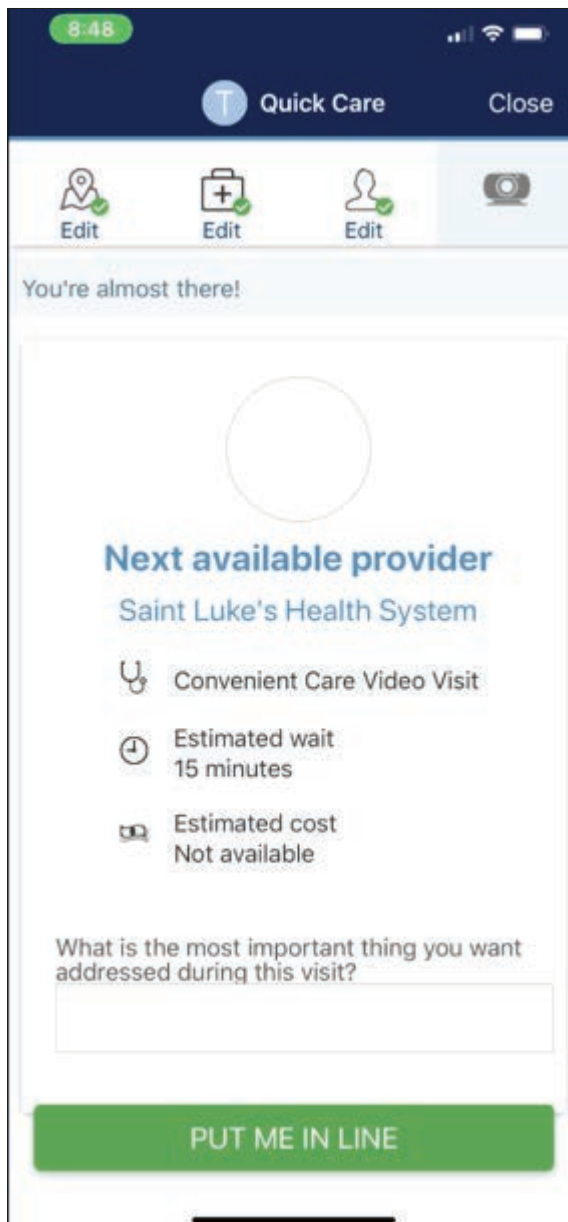 8:48
T Quick Care Close
Edit Edit Edit
You're almost there!
Next available provider
Saint Luke's Health System
Convenient Care Video Visit
Estimated wait
15 minutes
Estimated cost
Not available
What is the most important thing you want
addressed during this visit?
PUT ME IN LINE